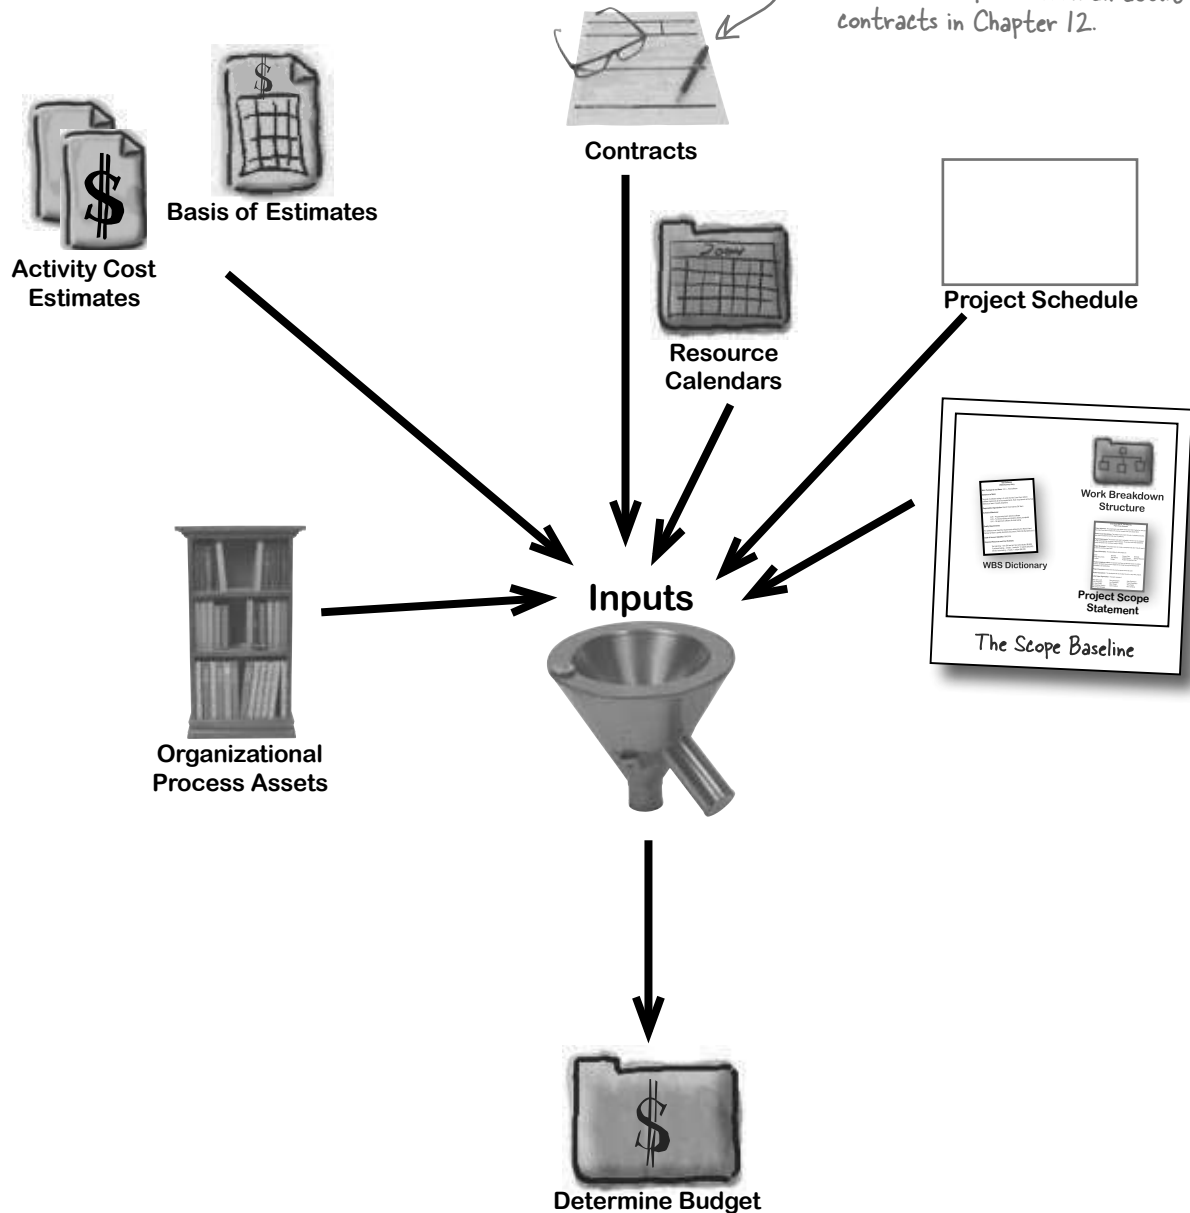 contracts in Chapter 12.
Contracts
Basis of Estimates
Activity Cost
Estimates
Resource
Calendars
Project Schedule
Work Breakdown
Structure
WBS Dictionary
Project Scope
Statement
The Scope Baseline
Inputs
Organizational
Process Assets
Determine Budget
$
$
$